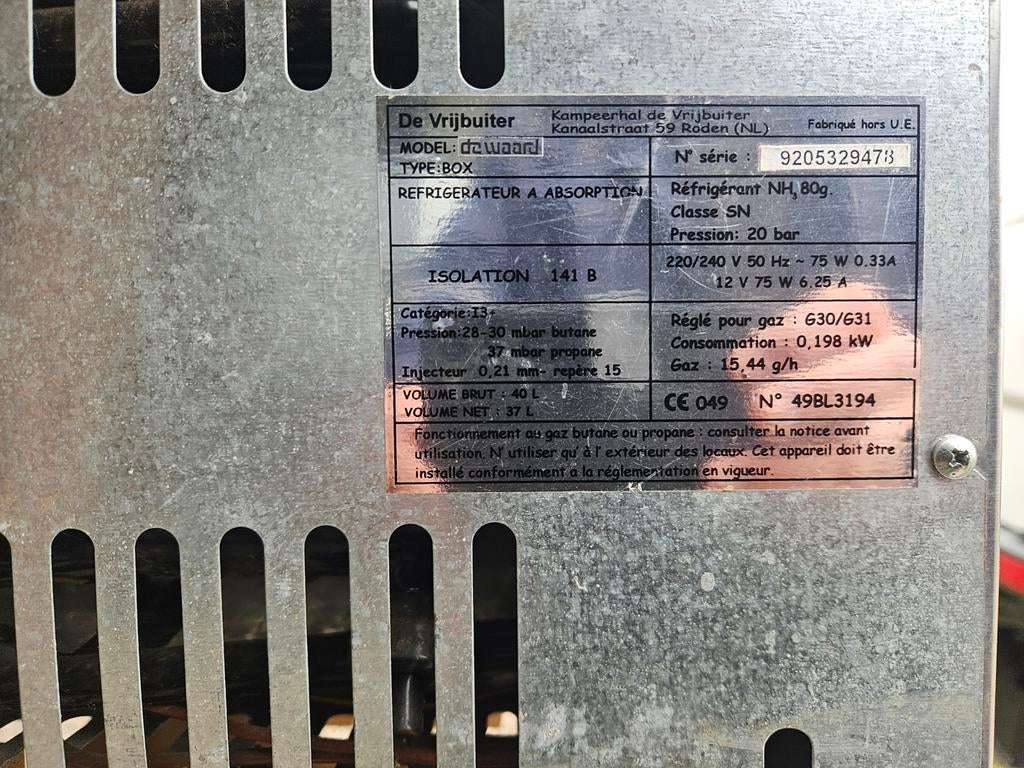 De Vrijbuiter
Kampeerhal de Vrijbuiter
Kanaalstraat 59 Roden (NL)
Fabriqué hors U.E.
MODEL: de waard
TYPE:BOX
N° série : 9205329478
REFRIGERATEUR A ABSORPTION
Réfrigérant NH3 80g.
Classe SN
Pression: 20 bar
ISOLATION 141 B
220/240 V 50 Hz ~ 75 W 0.33A
12 V 75 W 6.25 A
Catégorie:I3+
Pression:28-30 mbar butane
37 mbar propane
Injecteur 0,21 mm- repère 15
Réglé pour gaz : G30/G31
Consommation : 0,198 kW
Gaz : 15,44 g/h
VOLUME BRUT : 40 L
VOLUME NET : 37 L
CE 049 N° 49BL3194
Fonctionnement au gaz butane ou propane : consulter la notice avant
utilisation. N' utiliser qu' à l' extérieur des locaux. Cet appareil doit être
installé conformément a la réglementation en vigueur.